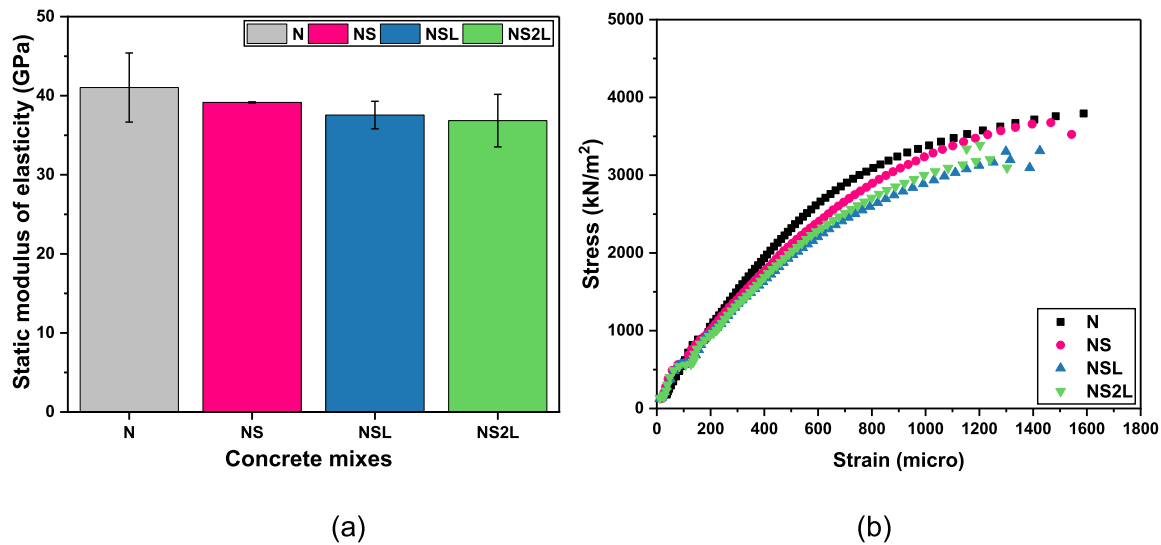 50
40
30
20
10
0
Static modulus of elasticity (GPa)
N NS NSL NS2L
N NS NSL NS2L
Concrete mixes
(a)
5000
4000
3000
2000
1000
0
Stress (kN/m²)
N
NS
NSL
NS2L
0 200 400 600 800 1000 1200 1400 1600 1800
Strain (micro)
(b)